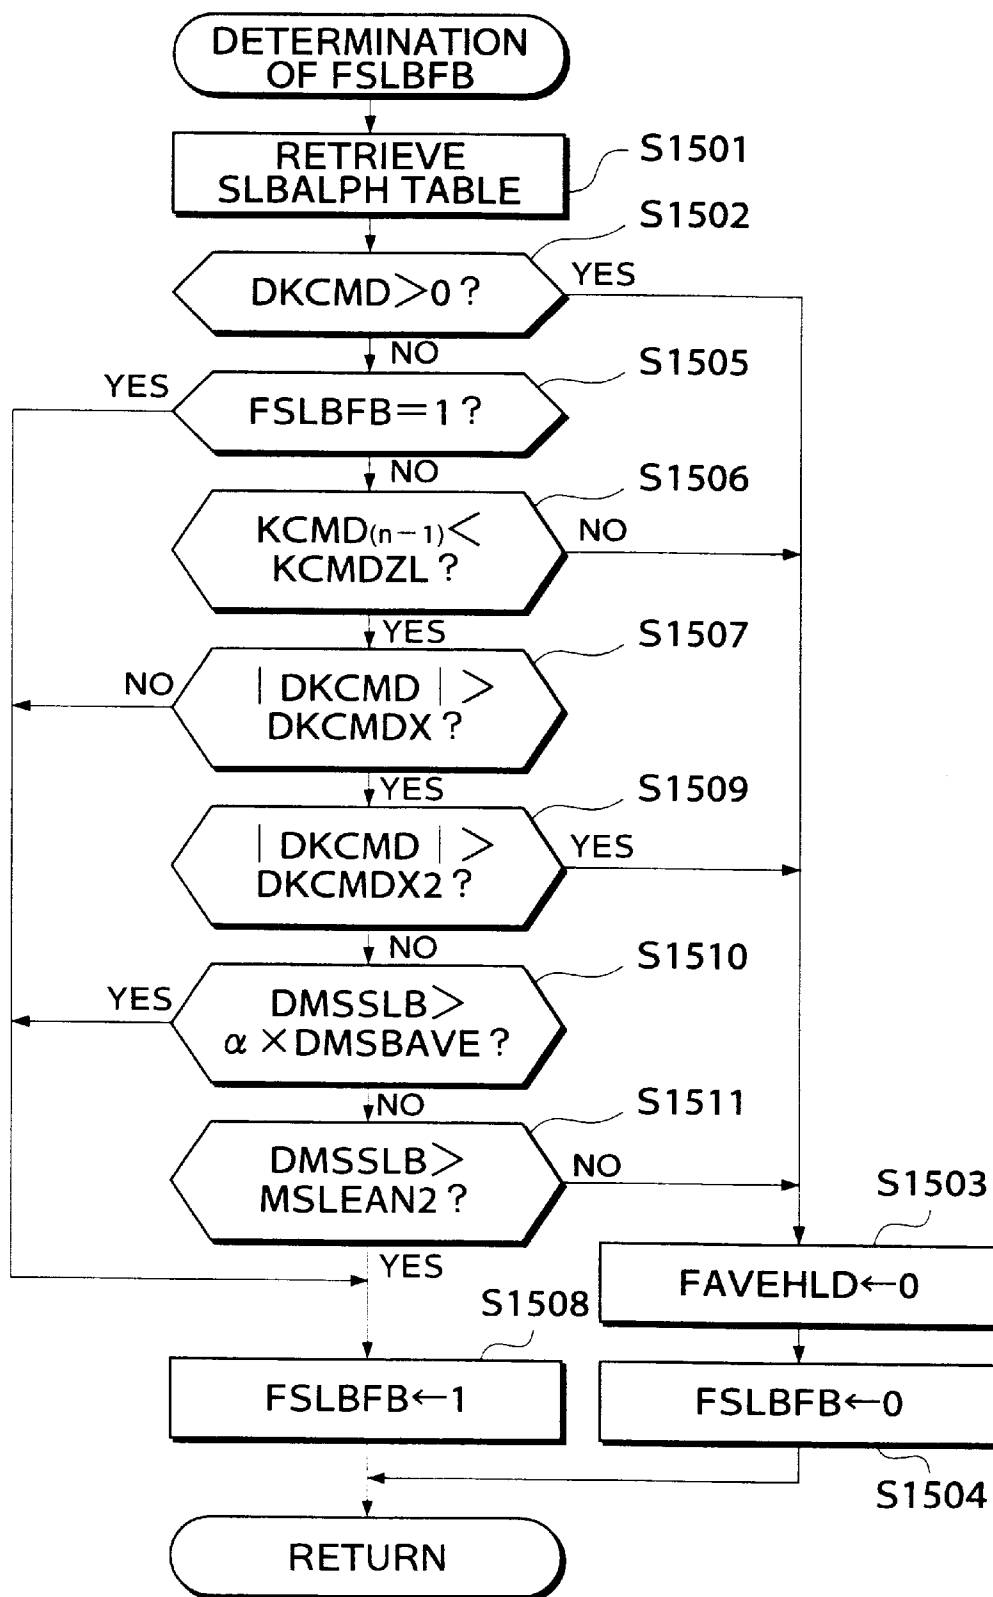 DETERMINATION
OF FSLBFB
RETRIEVE
SLBALPH TABLE
S1501
S1502
DKCMD>0?
YES
NO
S1505
YES
FSLBFB=1?
NO
S1506
KCMD(n-1)<
KCMDZL?
NO
YES
S1507
NO
|DKCMD|>
DKCMDX?
YES
S1509
|DKCMD|>
DKCMDX2?
YES
NO
S1510
YES
DMSSLB>
α×DMSBAVE?
NO
S1511
DMSSLB>
MSLEAN2?
NO
YES
S1503
FAVEHLD←0
S1508
FSLBFB←1
FSLBFB←0
S1504
RETURN